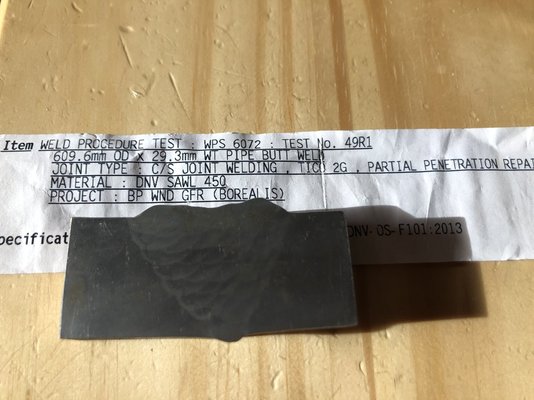 Item WELD PROCEDURE TEST : WPS 6072 : TEST No. 49R1
609.6mm OD x 29.3mm WT PIPE BUTT WELD
JOINT TYPE : C/S JOINT WELDING , 2G , PARTIAL PENETRATION REPAI
MATERIAL : DNV SAWL 450
PROJECT : BP WND GFR (BOREALIS)
pecificat DNV-OS-F101:2013